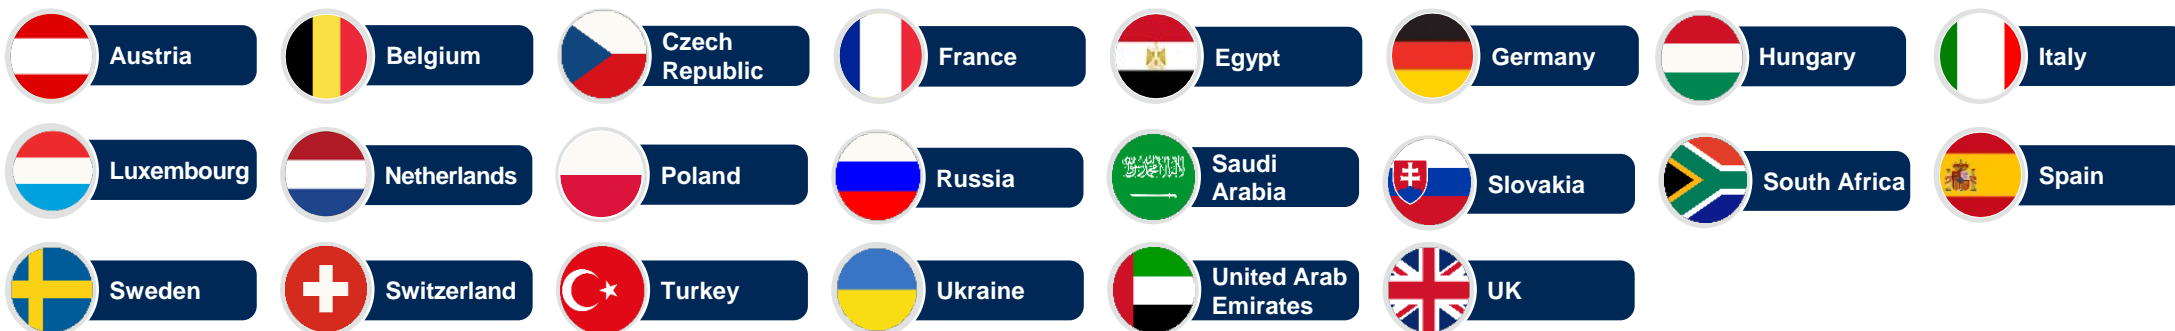 Austria
Belgium
Czech
Republic
France
Egypt
Germany
Hungary
Italy
Luxembourg
Netherlands
Poland
Russia
Saudi
Arabia
Slovakia
South Africa
Spain
Sweden
Switzerland
Turkey
Ukraine
United Arab
Emirates
UK